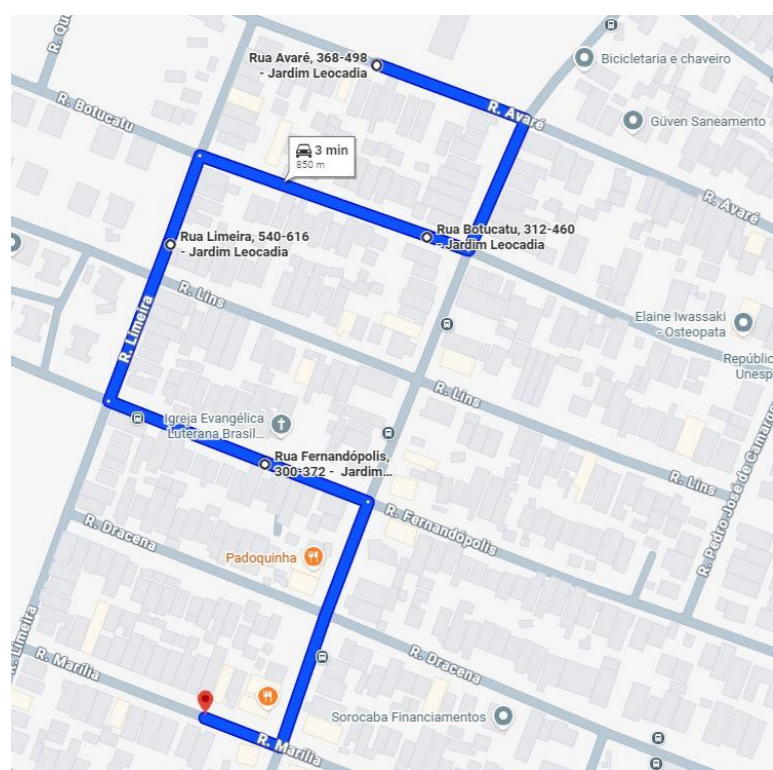 R. Qu
Rua Avaré, 368-498
- Jardim Leocadia
Bicicletaria e chaveiro
R. Botucatu
R. Avaré
Güven Saneamento
3 min
850 m
R. Avaré
Rua Limeira, 540-616
- Jardim Leocadia
Rua Botucatu, 312-460
- Jardim Leocadia
R. Lins
Elaine Iwassaki
- Osteopata
R. Limeira
Repúblic
Unesp
R. Lins
Igreja Evangélica
Luterana Brasil...
Rua Fernandópolis,
300-372 - Jardim...
R. Lins
R. Pedro José de Camargo
R. Dracena
R. Fernandópolis
Padoquinha
R. Limeira
R. Marília
R. Dracena
Sorocaba Financiamentos
R. Marília